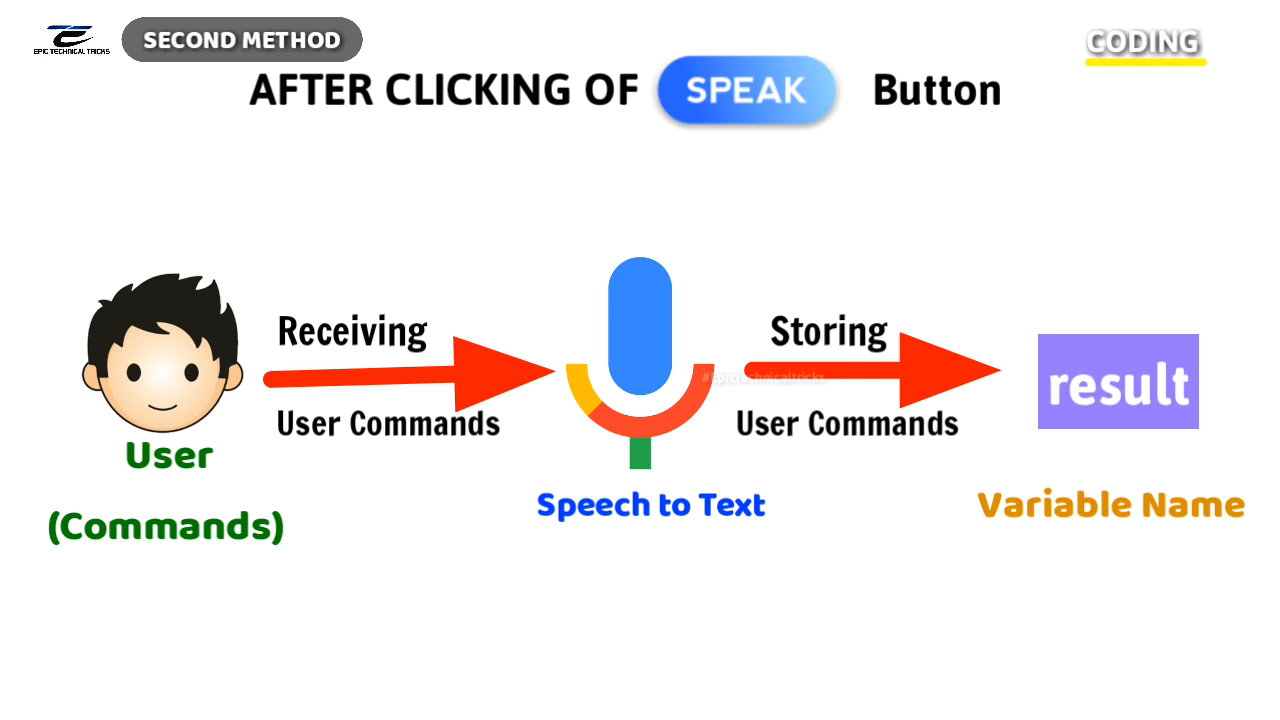 EPIC TECHNICAL TRICKS
SECOND METHOD
CODING
AFTER CLICKING OF SPEAK Button
Receiving
User Commands
Storing
#Epictechnicaltricks
User Commands
result
User
(Commands)
Speech to Text
Variable Name